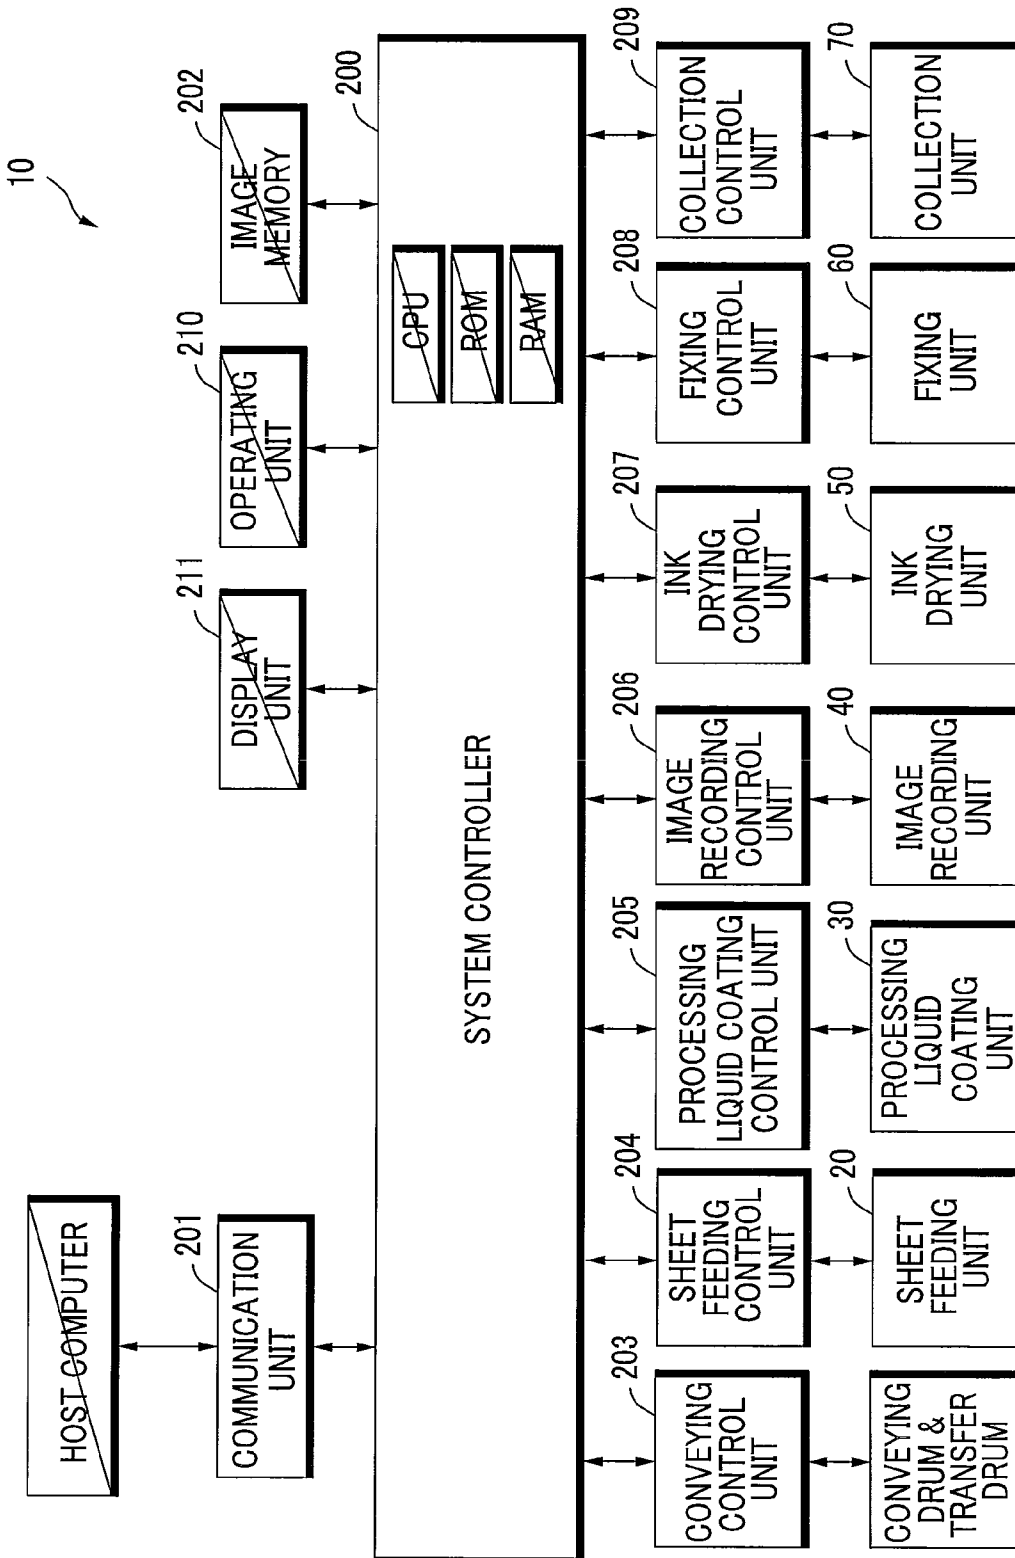 10
HOST COMPUTER
201
COMMUNICATION
UNIT
211
DISPLAY
UNIT
210
OPERATING
UNIT
202
IMAGE
MEMORY
200
SYSTEM CONTROLLER
CPU
ROM
RAM
203
CONVEYING
CONTROL
UNIT
204
SHEET
FEEDING
CONTROL
UNIT
205
PROCESSING
LIQUID COATING
CONTROL UNIT
206
IMAGE
RECORDING
CONTROL
UNIT
207
INK
DRYING
CONTROL
UNIT
208
FIXING
CONTROL
UNIT
209
COLLECTION
CONTROL
UNIT
CONVEYING
DRUM &
TRANSFER
DRUM
20
SHEET
FEEDING
UNIT
30
PROCESSING
LIQUID
COATING
UNIT
40
IMAGE
RECORDING
UNIT
50
INK
DRYING
UNIT
60
FIXING
UNIT
70
COLLECTION
UNIT